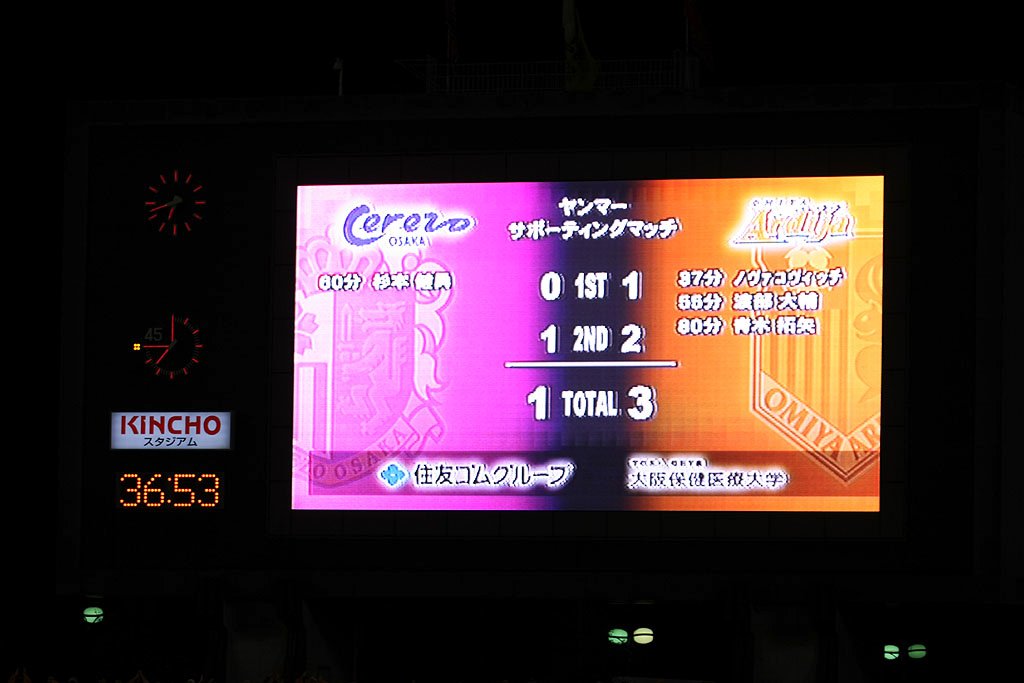 Cerezo
OSAKA
ヤンマー
サポーティングマッチ
Ardija
60分 杉本 健勇
0 1ST 1
37分 ノヴァコヴィッチ
56分 渡部 大輔
1 2ND 2
80分 青木 拓矢
45
1 TOTAL 3
KINCHO
スタジアム
OSAKA
OMIYA AR
住友ゴムグループ
大阪保健医療大学
36:53